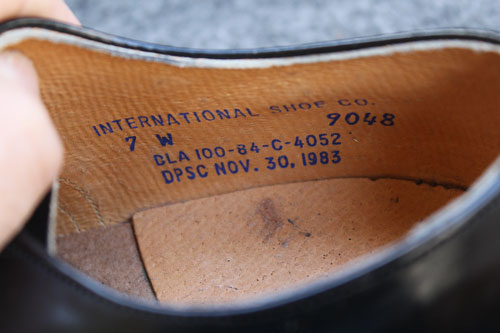 INTERNATIONAL SHOE CO.
7 W 9048
DLA 100-84-C-4052
DPSC NOV. 30, 1983